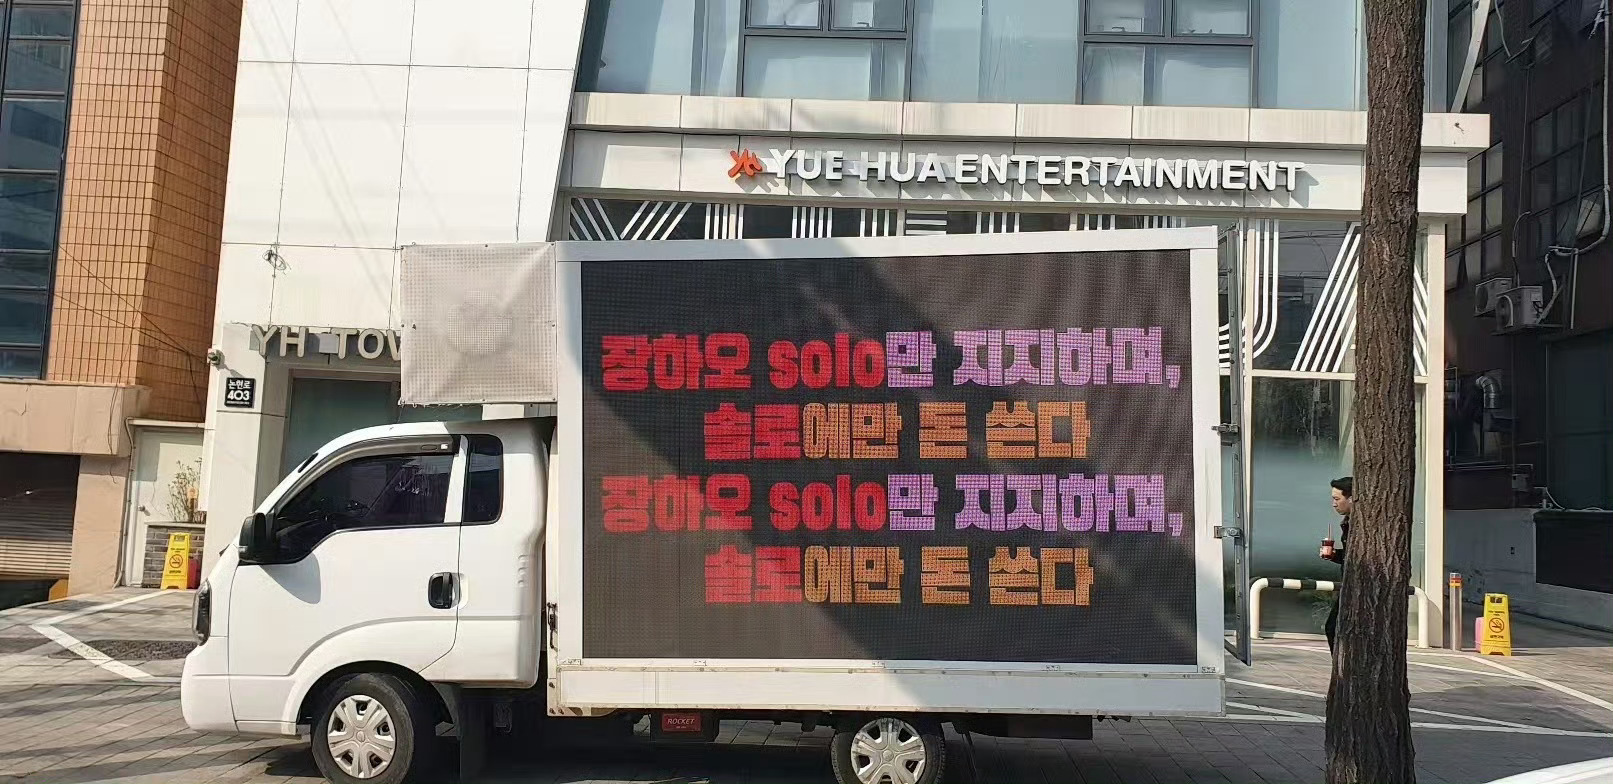 YUE HUA ENTERTAINMENT
YH TOW
논현로
403
장하오 solo만 지지하며,
솔로에만 돈 쓴다
장하오 solo만 지지하며,
솔로에만 돈 쓴다
ROCKET